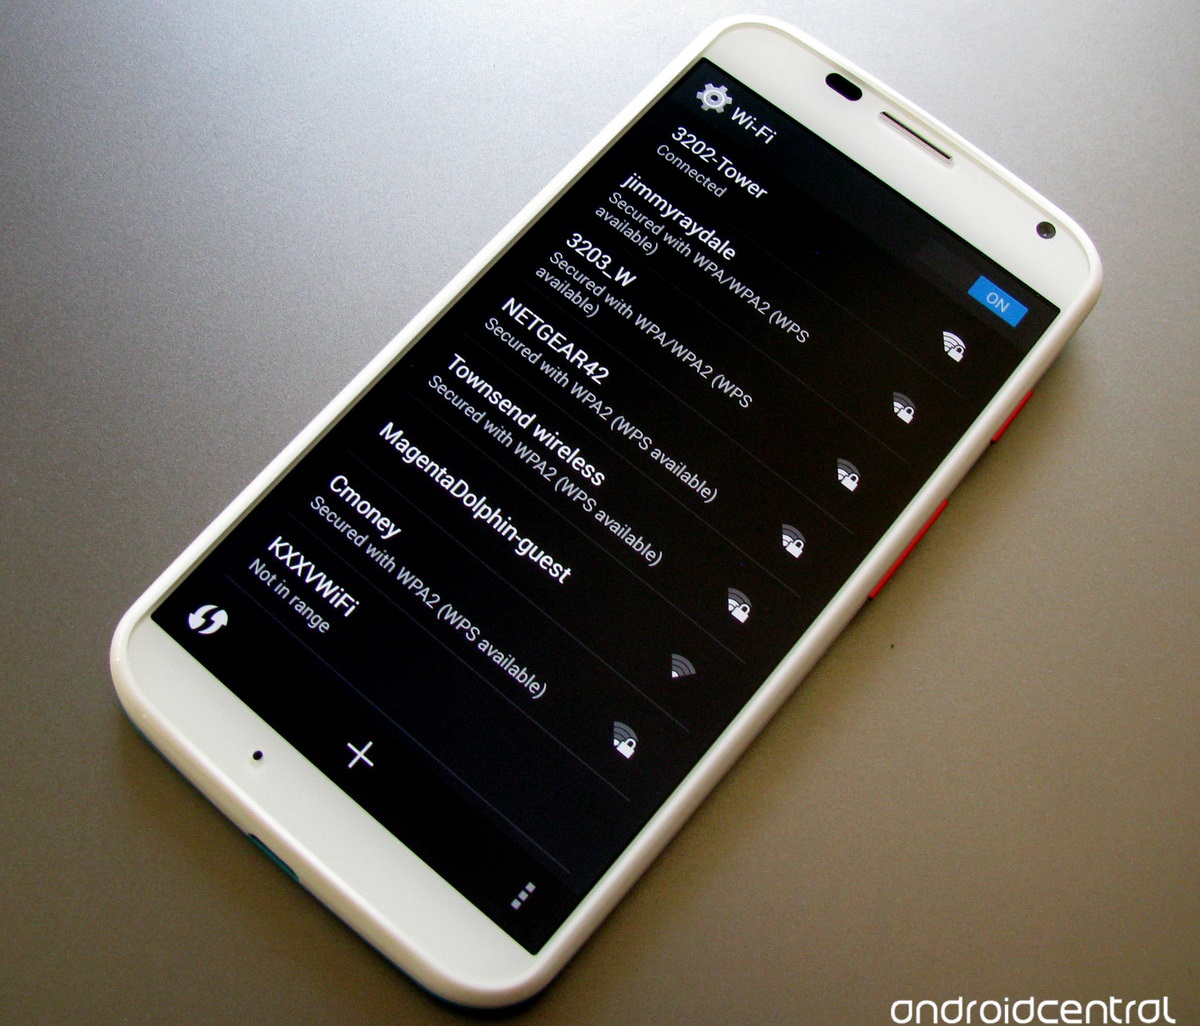 Wi-Fi
ON
3202-Tower
Connected
jimmyraydale
Secured with WPA/WPA2 (WPS
available)
3203_W
Secured with WPA/WPA2 (WPS
available)
NETGEAR42
Secured with WPA2 (WPS available)
Townsend wireless
Secured with WPA2 (WPS available)
MagentaDolphin-guest
Cmoney
Secured with WPA2 (WPS available)
KXXVWiFi
Not in range
androidcentral